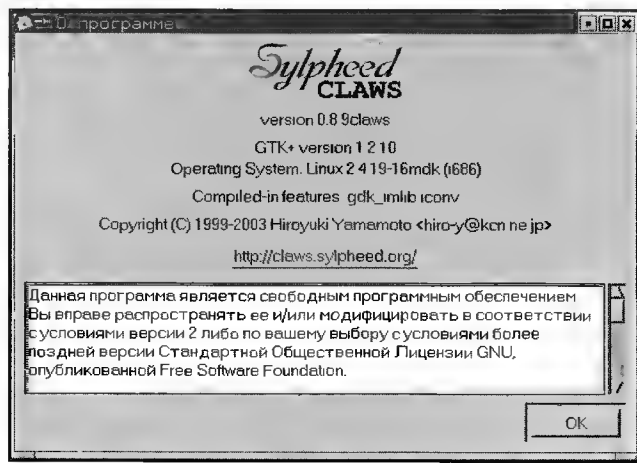 О программе
Sylpheed
CLAWS
version 0.8 9claws
GTK+ version 1 2 10
Operating System. Linux 2 4 19-16mdk (i686)
Compiled-in features gdk_imlib iconv
Copyright (C) 1999-2003 Hiroyuki Yamamoto <hiro-y@kcn ne jp>
http://claws.sylpheed.org/
Данная программа является свободным программным обеспечением
Вы вправе распространять ее и/или модифицировать в соответствии
с условиями версии 2 либо по вашему выбору с условиями более
поздней версии Стандартной Общественной Лицензии GNU,
опубликованной Free Software Foundation.
OK